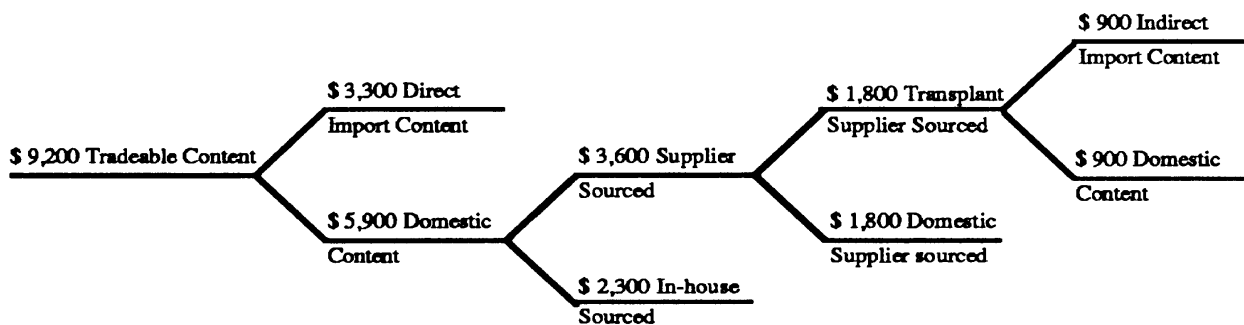 $ 900 Indirect
Import Content
$ 3,300 Direct
Import Content
$ 1,800 Transplant
Supplier Sourced
$ 9,200 Tradeable Content
$ 3,600 Supplier
Sourced
$ 900 Domestic
Content
$ 5,900 Domestic
Content
$ 1,800 Domestic
Supplier sourced
$ 2,300 In-house
Sourced